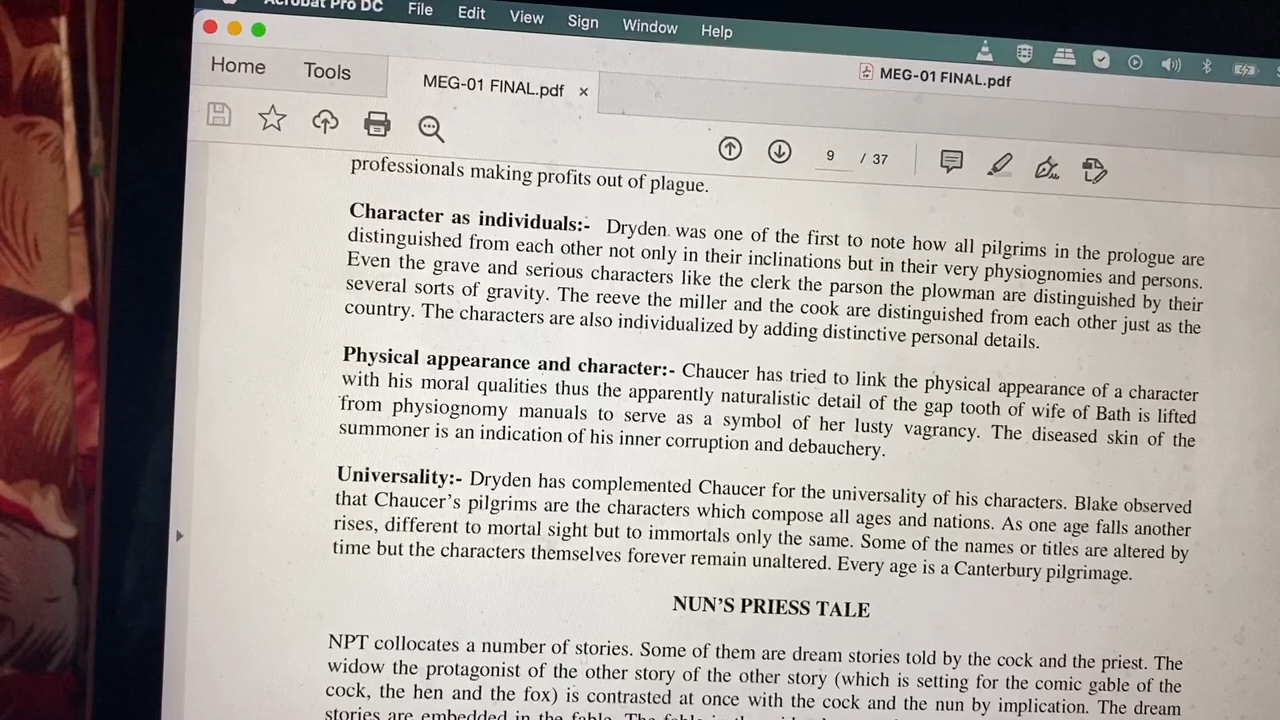 Acrobat Pro DC File Edit View Sign Window Help
MEG-01 FINAL.pdf
Home Tools MEG-01 FINAL.pdf ×
9 / 37
professionals making profits out of plague.
Character as individuals:- Dryden was one of the first to note how all pilgrims in the prologue are
distinguished from each other not only in their inclinations but in their very physiognomies and persons.
Even the grave and serious characters like the clerk the parson the plowman are distinguished by their
several sorts of gravity. The reeve the miller and the cook are distinguished from each other just as the
country. The characters are also individualized by adding distinctive personal details.
Physical appearance and character:- Chaucer has tried to link the physical appearance of a character
with his moral qualities thus the apparently naturalistic detail of the gap tooth of wife of Bath is lifted
from physiognomy manuals to serve as a symbol of her lusty vagrancy. The diseased skin of the
summoner is an indication of his inner corruption and debauchery.
Universality:- Dryden has complemented Chaucer for the universality of his characters. Blake observed
that Chaucer's pilgrims are the characters which compose all ages and nations. As one age falls another
rises, different to mortal sight but to immortals only the same. Some of the names or titles are altered by
time but the characters themselves forever remain unaltered. Every age is a Canterbury pilgrimage.
NUN'S PRIESS TALE
NPT collocates a number of stories. Some of them are dream stories told by the cock and the priest. The
widow the protagonist of the other story of the other story (which is setting for the comic gable of the
cock, the hen and the fox) is contrasted at once with the cock and the nun by implication. The dream
stories are embedded in the fable. The